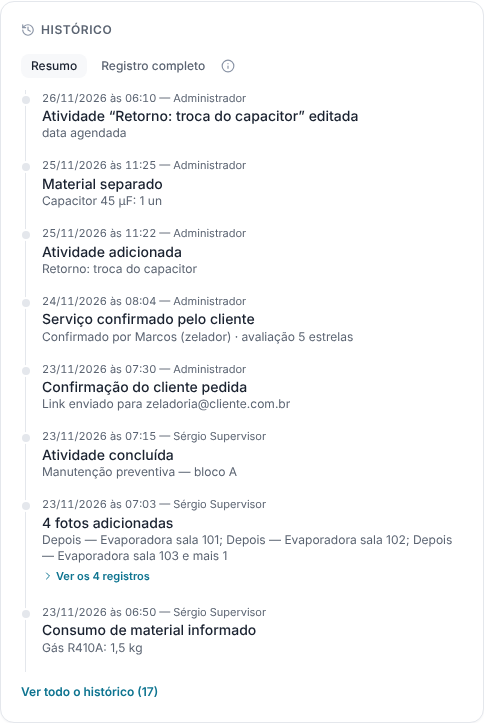 HISTÓRICO
Resumo
Registro completo
26/11/2026 às 06:10 — Administrador
Atividade “Retorno: troca do capacitor” editada
data agendada
25/11/2026 às 11:25 — Administrador
Material separado
Capacitor 45 µF: 1 un
25/11/2026 às 11:22 — Administrador
Atividade adicionada
Retorno: troca do capacitor
24/11/2026 às 08:04 — Administrador
Serviço confirmado pelo cliente
Confirmado por Marcos (zelador) · avaliação 5 estrelas
23/11/2026 às 07:30 — Administrador
Confirmação do cliente pedida
Link enviado para zeladoria@cliente.com.br
23/11/2026 às 07:15 — Sérgio Supervisor
Atividade concluída
Manutenção preventiva — bloco A
23/11/2026 às 07:03 — Sérgio Supervisor
4 fotos adicionadas
Depois — Evaporadora sala 101; Depois — Evaporadora sala 102; Depois
— Evaporadora sala 103 e mais 1
Ver os 4 registros
23/11/2026 às 06:50 — Sérgio Supervisor
Consumo de material informado
Gás R410A: 1,5 kg
Ver todo o histórico (17)